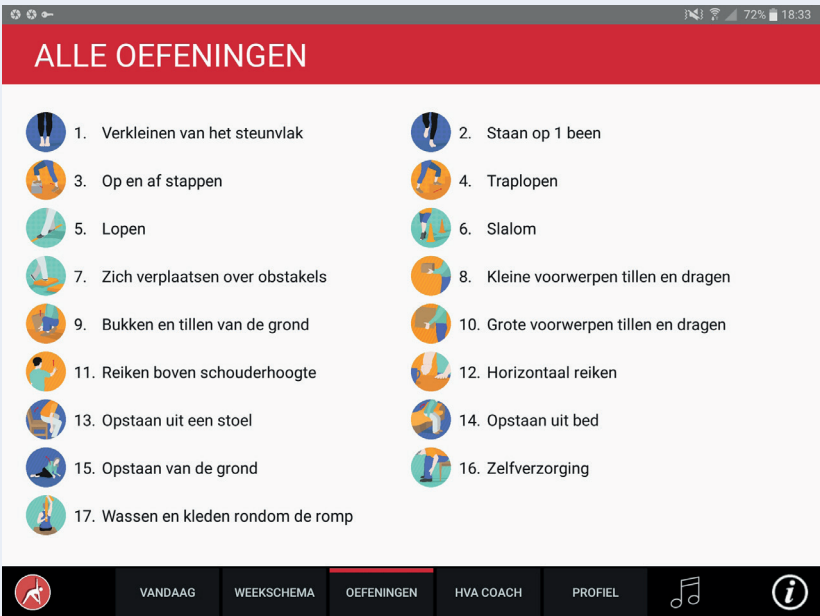 72% 18:33
ALLE OEFENINGEN
1. Verkleinen van het steunvlak
2. Staan op 1 been
3. Op en af stappen
4. Traplopen
5. Lopen
6. Slalom
7. Zich verplaatsen over obstakels
8. Kleine voorwerpen tillen en dragen
9. Bukken en tillen van de grond
10. Grote voorwerpen tillen en dragen
11. Reiken boven schouderhoogte
12. Horizontaal reiken
13. Opstaan uit een stoel
14. Opstaan uit bed
15. Opstaan van de grond
16. Zelfverzorging
17. Wassen en kleden rondom de romp
VANDAAG WEEKSCHEMA OEFENINGEN HVA COACH PROFIEL i